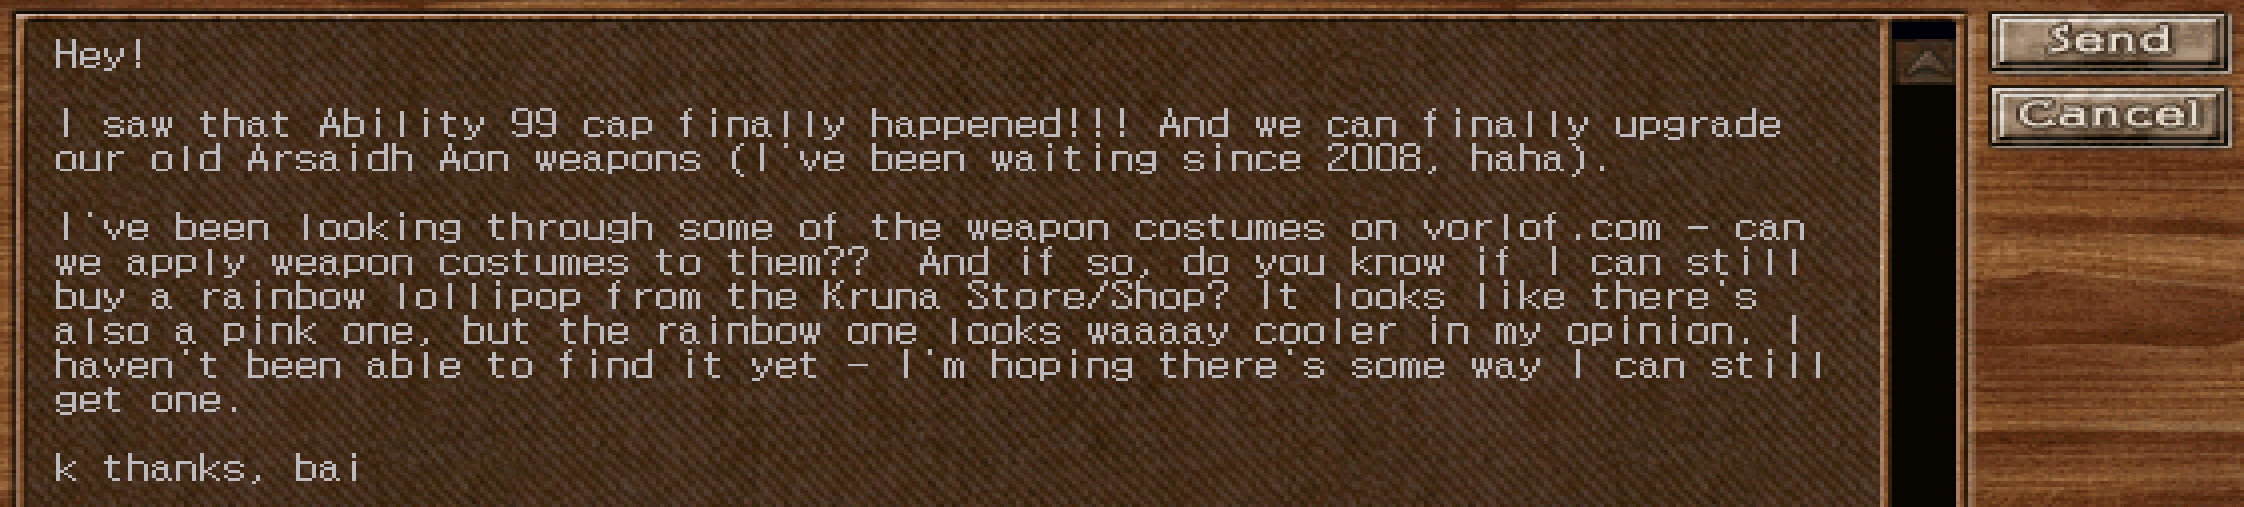 Hey!
I saw that Ability 99 cap finally happened!!! And we can finally upgrade
our old Arsaidh Aon weapons (I've been waiting since 2008, haha).
I've been looking through some of the weapon costumes on vorlof.com - can
we apply weapon costumes to them??  And if so, do you know if I can still
buy a rainbow lollipop from the Kruna Store/Shop? It looks like there's
also a pink one, but the rainbow one looks waaaay cooler in my opinion. I
haven't been able to find it yet - I'm hoping there's some way I can still
get one.
k thanks, bai
Send
Cancel